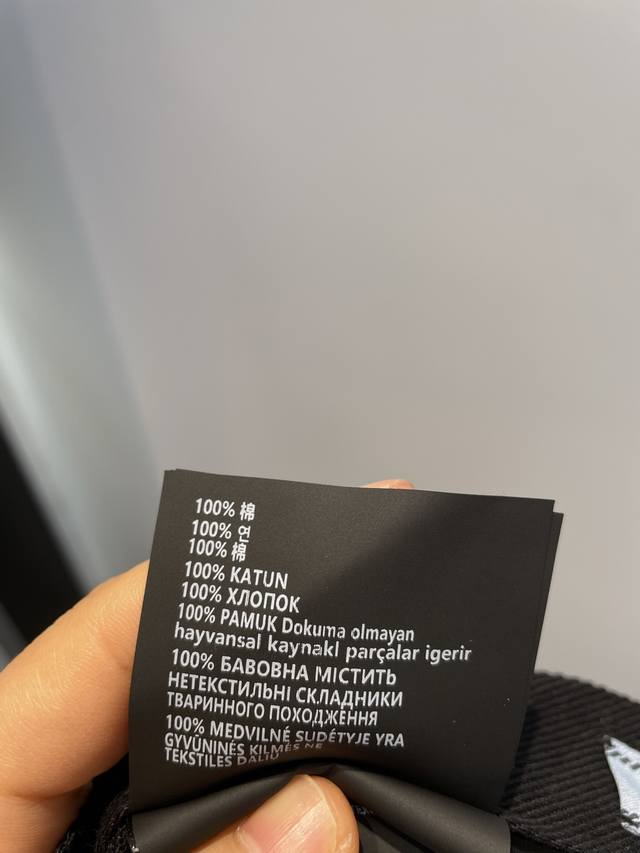 100% 棉
100% 면
100% 棉
100% KATUN
100% ХЛОПОК
100% PAMUK Dokuma olmayan
hayvansal kaynakl parçalar igerir
100% БАВОВНА МІСТИТЬ
НЕТЕКСТИЛЬНІ СКЛАДНИКИ
ТВАРИННОГО ПОХОДЖЕННЯ
100% MEDVILNĖ SUDĖTYJE YRA
GYVŪNINĖS KILMĖS NE
TEKSTILĖS DALIŲ